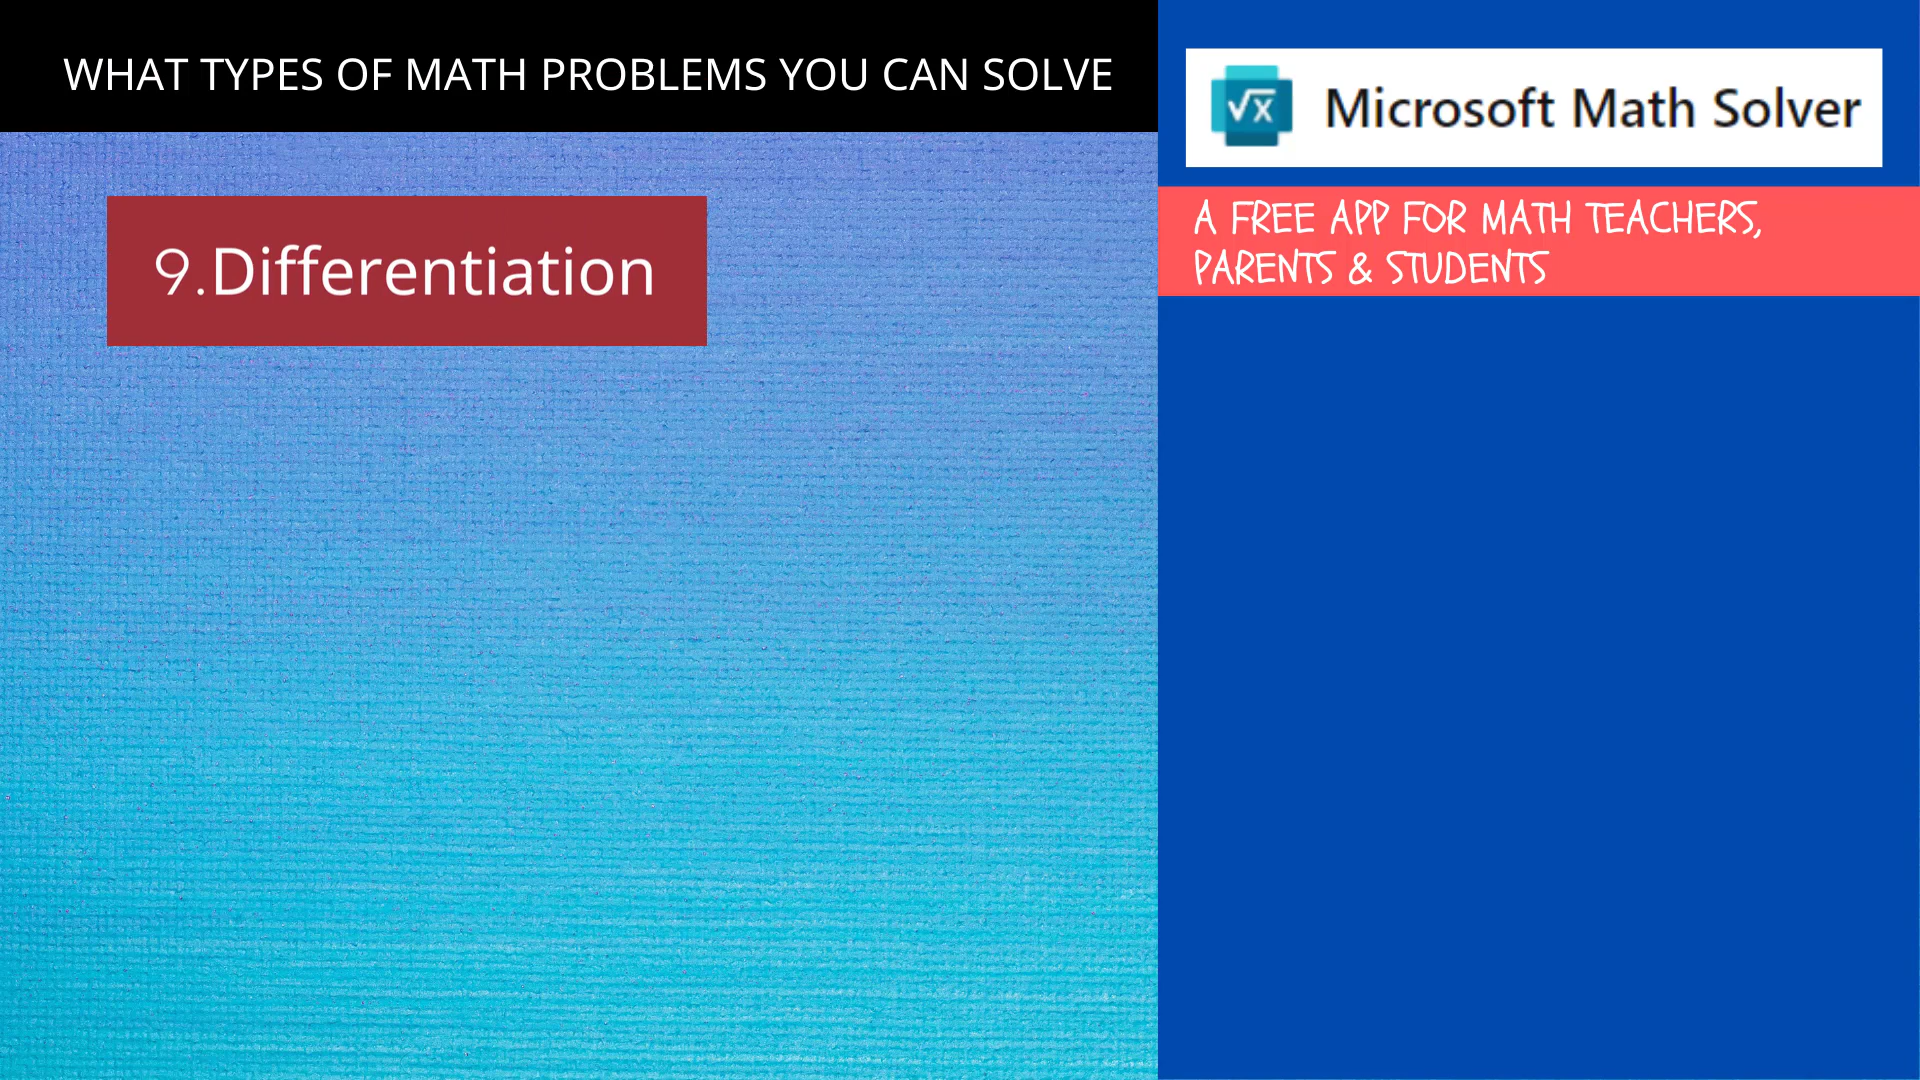 WHAT TYPES OF MATH PROBLEMS YOU CAN SOLVE
9.Differentiation
√x Microsoft Math Solver
A FREE APP FOR MATH TEACHERS,
PARENTS & STUDENTS